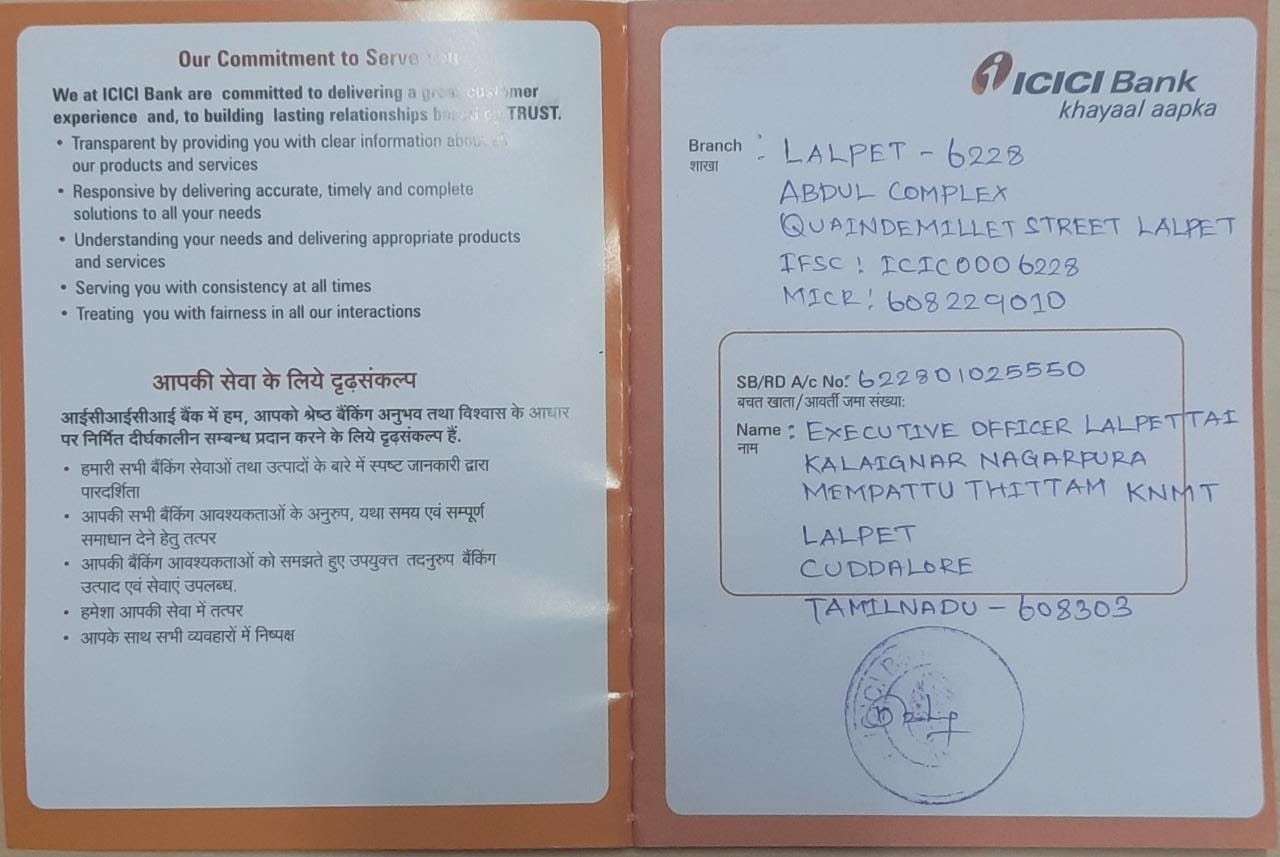 Our Commitment to Serve You
We at ICICI Bank are committed to delivering a great customer
experience and, to building lasting relationships based on TRUST.
• Transparent by providing you with clear information about all
our products and services
• Responsive by delivering accurate, timely and complete
solutions to all your needs
• Understanding your needs and delivering appropriate products
and services
• Serving you with consistency at all times
• Treating you with fairness in all our interactions
आपकी सेवा के लिये दृढ़संकल्प
आईसीआईसीआई बैंक में हम, आपको श्रेष्ठ बैंकिंग अनुभव तथा विश्वास के आधार
पर निर्मित दीर्घकालीन सम्बन्ध प्रदान करने के लिये दृढ़संकल्प हैं.
• हमारी सभी बैंकिंग सेवाओं तथा उत्पादों के बारे में स्पष्ट जानकारी द्वारा
पारदर्शिता
• आपकी सभी बैंकिंग आवश्यकताओं के अनुरुप, यथा समय एवं सम्पूर्ण
समाधान देने हेतु तत्पर
• आपकी बैंकिंग आवश्यकताओं को समझते हुए उपयुक्त तदनुरुप बैंकिंग
उत्पाद एवं सेवाएं उपलब्ध.
• हमेशा आपकी सेवा में तत्पर
• आपके साथ सभी व्यवहारों में निष्पक्ष
ICICI Bank
khayaal aapka
Branch : LALPET - 6228
शाखा
ABDUL COMPLEX
QUAINDEMILLET STREET LALPET
IFSC : ICIC0006228
MICR : 608229010
SB/RD A/c No: 622801025550
बचत खाता/आवर्ती जमा संख्या:
Name : EXECUTIVE OFFICER LALPETTAI
नाम
KALAIGNAR NAGARPURA
MEMPATTU THITTAM KNMT
LALPET
CUDDALORE
TAMILNADU - 608303